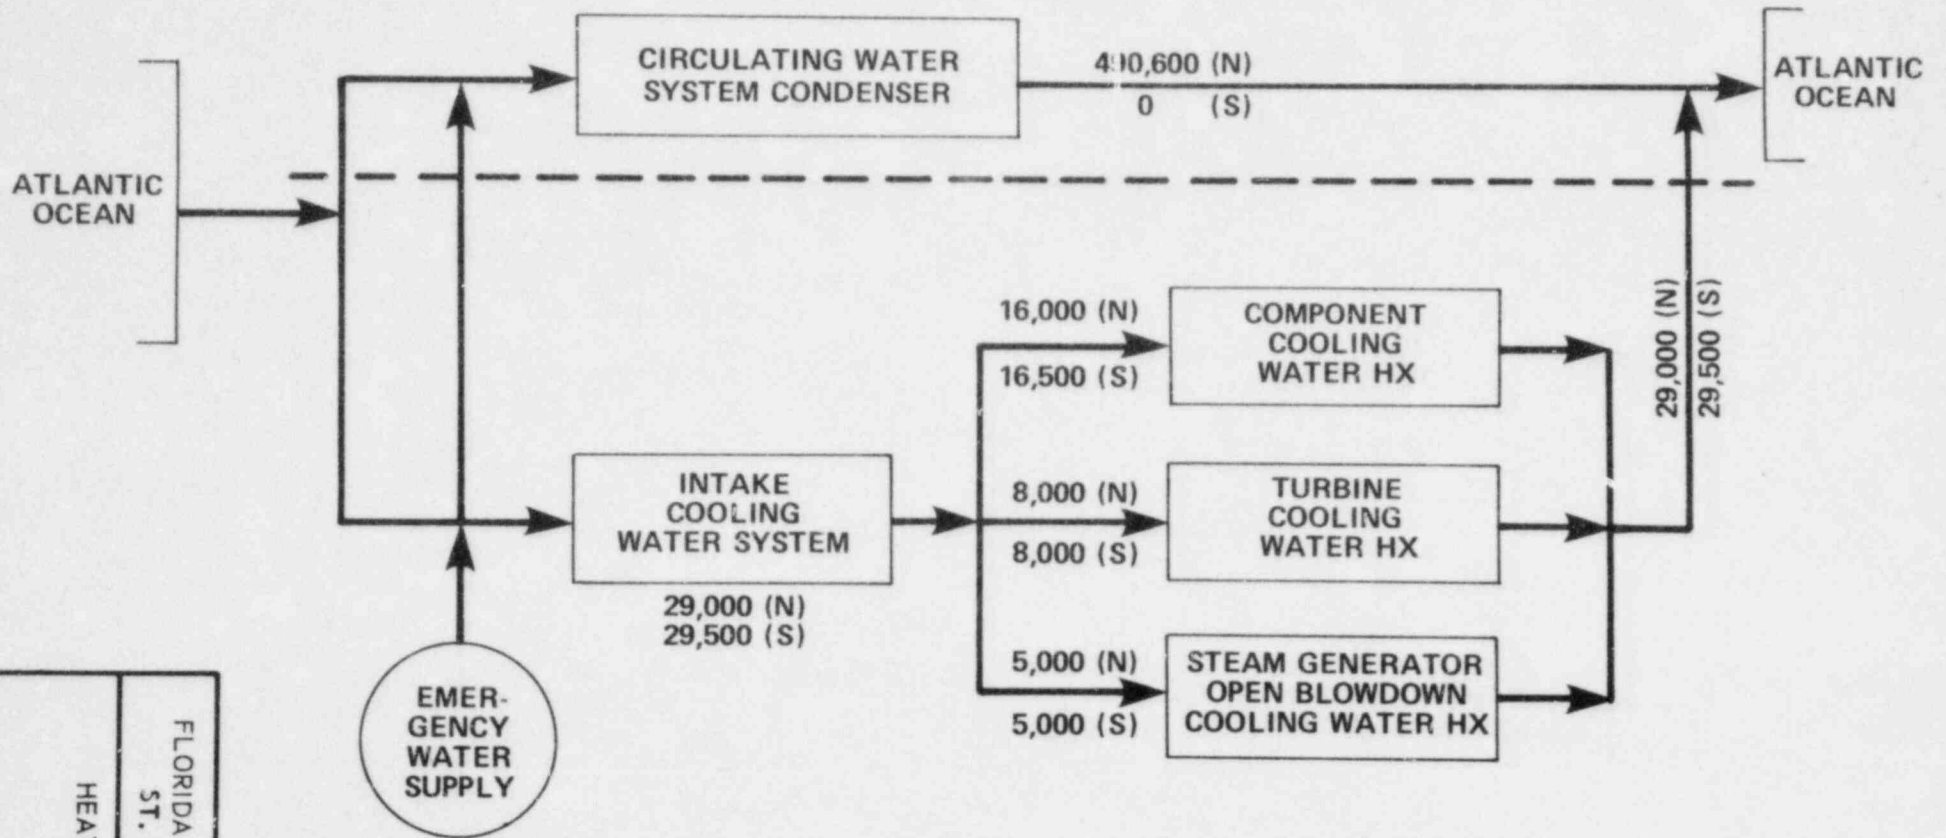 CIRCULATING WATER
SYSTEM CONDENSER
(N)
0 (S)
ATLANTIC
OCEAN
ATLANTIC
OCEAN
16,000 (N)
16,500 (S)
COMPONENT
COOLING
WATER HX
29,000 (N)
29,500 (S)
INTAKE
COOLING
WATER SYSTEM
29,000 (N)
29,500 (S)
8,000 (N)
8,000 (S)
TURBINE
COOLING
WATER HX
5,000 (N)
5,000 (S)
STEAM GENERATOR
OPEN BLOWDOWN
COOLING WATER HX
EMER-
GENCY
WATER
SUPPLY
FLORIDA
ST.